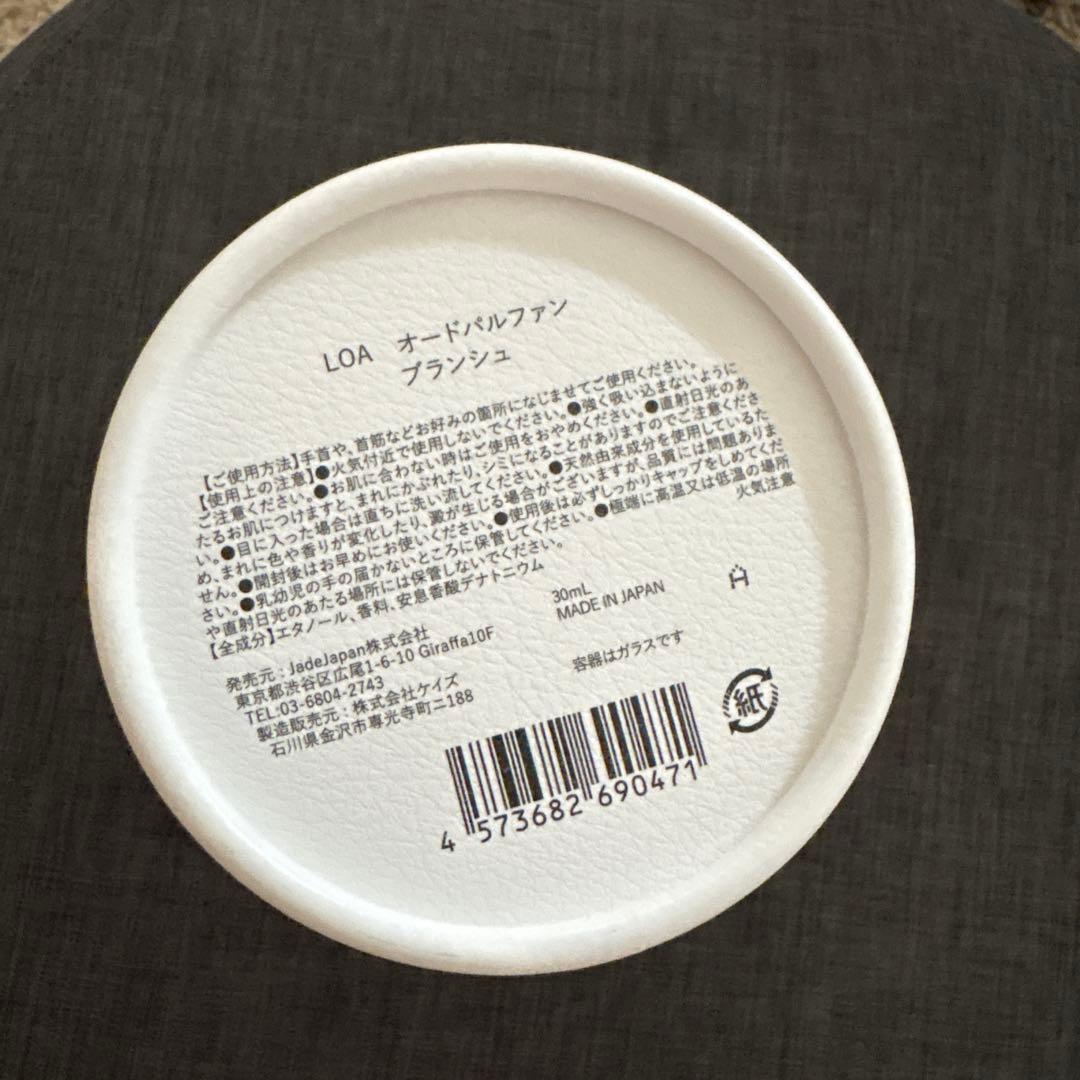 LOA　オードパルファン
ブランシュ
【ご使用方法】手首や、首筋などお好みの箇所になじませてご使用ください。
【使用上の注意】●火気付近で使用しないでください。●強く吸い込まないように
ご注意ください。●お肌に合わない時はご使用をおやめください。●直射日光のあ
たるお肌につけますと、まれにかぶれたり、シミになることがありますのでご注意くださ
い。●目に入った場合は直ちに洗い流してください。●天然由来成分を使用しているた
め、まれに色や香りが変化したり、澱が生じる場合がございますが、品質には問題ありま
せん。●開封後はお早めにお使いください。●使用後は必ずしっかりキャップをしめてくだ
さい。●乳幼児の手の届かないところに保管してください。●極端に高温又は低温の場所
や直射日光のあたる場所には保管しないでください。
火気注意
【全成分】エタノール、香料、安息香酸デナトニウム
30mL
MADE IN JAPAN
発売元：JadeJapan株式会社
東京都渋谷区広尾1-6-10 Giraffa10F
TEL:03-6804-2743
製造販売元：株式会社ケイズ
石川県金沢市専光寺町ニ188
容器はガラスです
紙
4 573682 690471